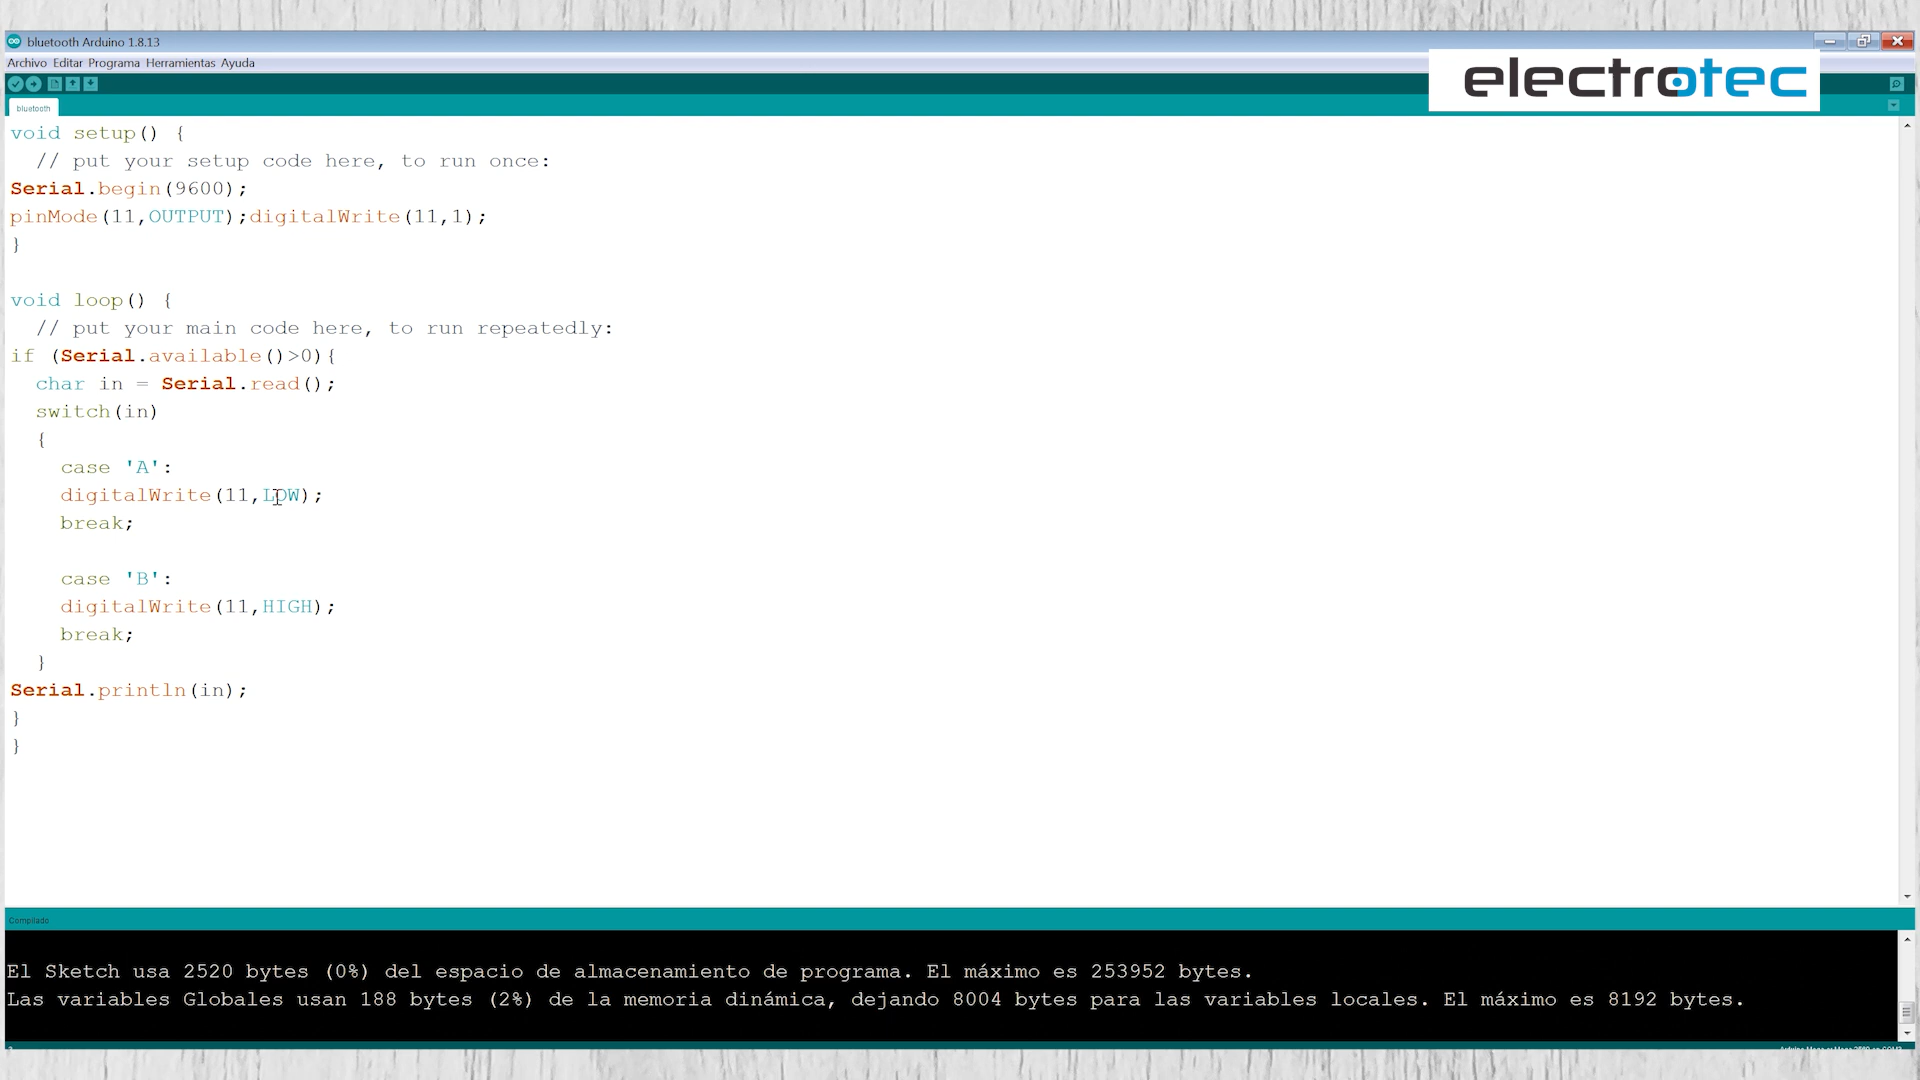 bluetooth Arduino 1.8.13
Archivo Editar Programa Herramientas Ayuda
electrotec
bluetooth
void setup() {
  // put your setup code here, to run once:
Serial.begin(9600);
pinMode(11,OUTPUT);digitalWrite(11,1);
}
void loop() {
  // put your main code here, to run repeatedly:
if (Serial.available()>0){
  char in = Serial.read();
  switch(in)
  {
    case 'A':
    digitalWrite(11,LOW);
    break;
    case 'B':
    digitalWrite(11,HIGH);
    break;
  }
Serial.println(in);
}
}
Compilado
El Sketch usa 2520 bytes (0%) del espacio de almacenamiento de programa. El máximo es 253952 bytes.
Las variables Globales usan 188 bytes (2%) de la memoria dinámica, dejando 8004 bytes para las variables locales. El máximo es 8192 bytes.